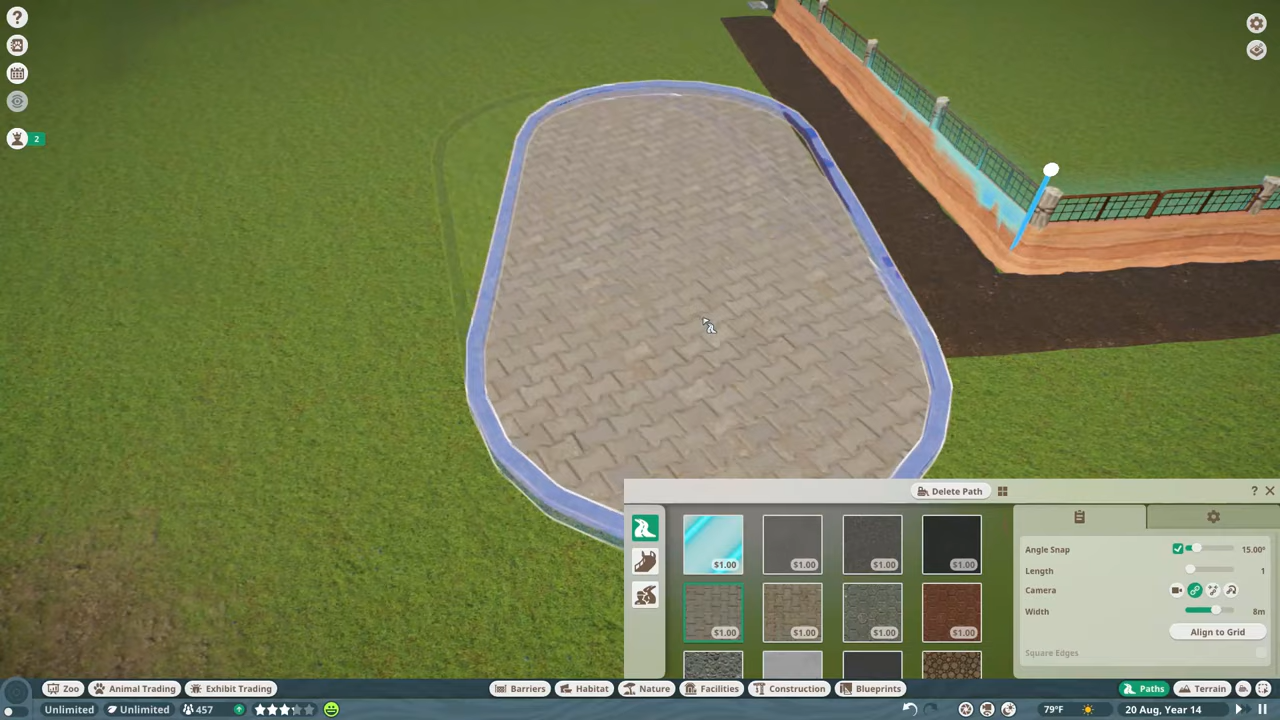 ?
2
Delete Path
?
$1.00 $1.00 $1.00 $1.00
$1.00 $1.00 $1.00 $1.00
Angle Snap 15.00°
Length 1
Camera
Width 8m
Align to Grid
Square Edges
Zoo Animal Trading Exhibit Trading Barriers Habitat Nature Facilities Construction Blueprints Paths Terrain
Unlimited Unlimited 457 79°F 20 Aug, Year 14